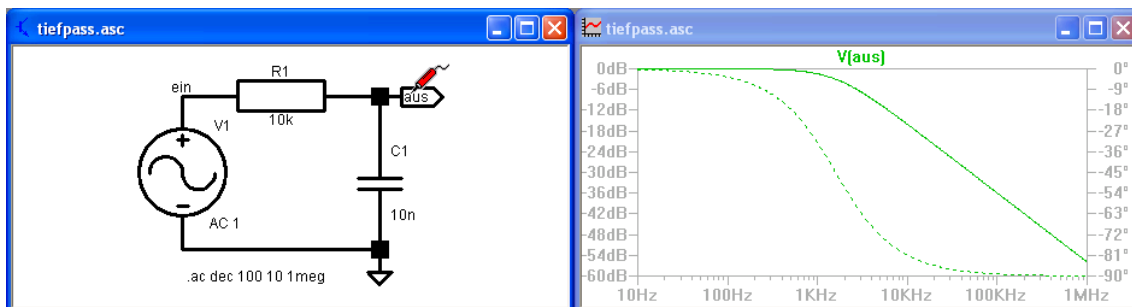 tiefpass.asc
R1
ein
aus
10k
V1
C1
10n
AC 1
.ac dec 100 10 1meg
tiefpass.asc
V(aus)
0dB 0°
-6dB -9°
-12dB -18°
-18dB -27°
-24dB -36°
-30dB -45°
-36dB -54°
-42dB -63°
-48dB -72°
-54dB -81°
-60dB -90°
10Hz 100Hz 1KHz 10KHz 100KHz 1MHz